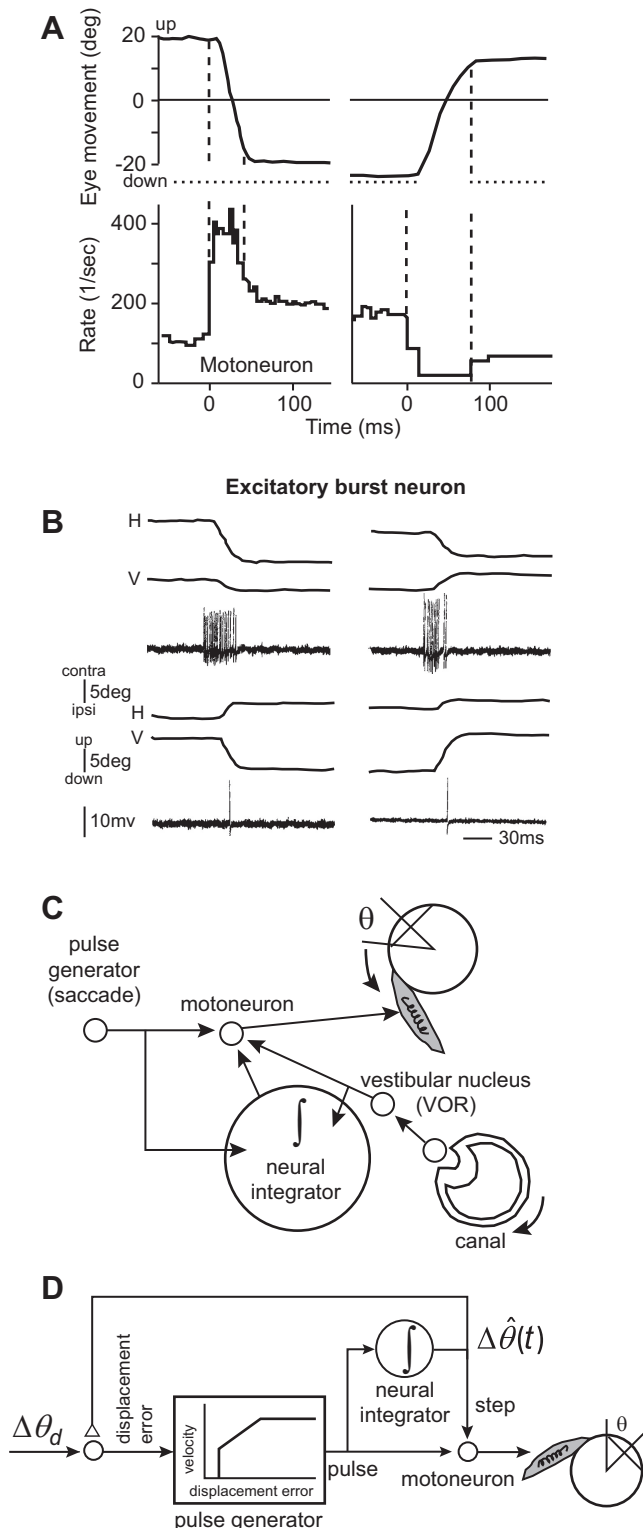 A
up
Eye movement (deg)
20
0
-20
down
Rate (1/sec)
400
200
0
Motoneuron
0
100
0
100
Time (ms)
Excitatory burst neuron
B
H
V
contra
5deg
ipsi
H
up
V
5deg
down
10mv
30ms
C
θ
pulse
generator
(saccade)
motoneuron
vestibular nucleus
(VOR)
∫
neural
integrator
canal
D
∫
Δθ̂(t)
neural
integrator
displacement
error
step
θ
Δθd
velocity
displacement error
pulse
motoneuron
pulse generator